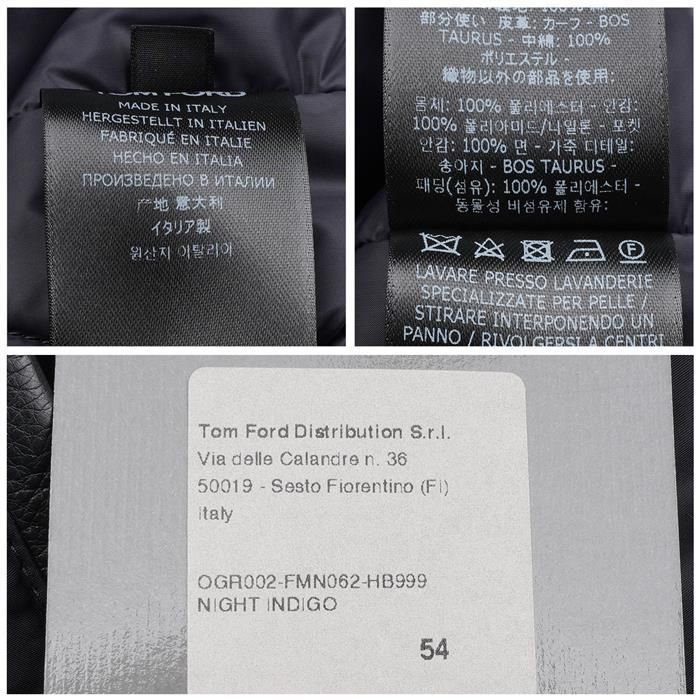 TOM FORD
MADE IN ITALY
HERGESTELLT IN ITALIEN
FABRIQUÉ EN ITALIE
HECHO EN ITALIA
ПРОИЗВЕДЕНО В ИТАЛИИ
产地 意大利
イタリア製
원산지 이탈리아
部分使い 皮革: カーフ - BOS
TAURUS - 中綿: 100%
ポリエステル -
織物以外の部品を使用:
몸체: 100% 폴리에스터 - 안감:
100% 폴리아미드/나일론 - 포켓
안감: 100% 면 - 가죽 디테일:
송아지 - BOS TAURUS -
패딩(섬유): 100% 폴리에스터 -
동물성 비섬유제 함유:
LAVARE PRESSO LAVANDERIE
SPECIALIZZATE PER PELLE /
STIRARE INTERPONENDO UN
PANNO / RIVOLGERSI A CENTRI
Tom Ford Distribution S.r.l.
Via delle Calandre n. 36
50019 - Sesto Fiorentino (FI)
Italy
OGR002-FMN062-HB999
NIGHT INDIGO
54